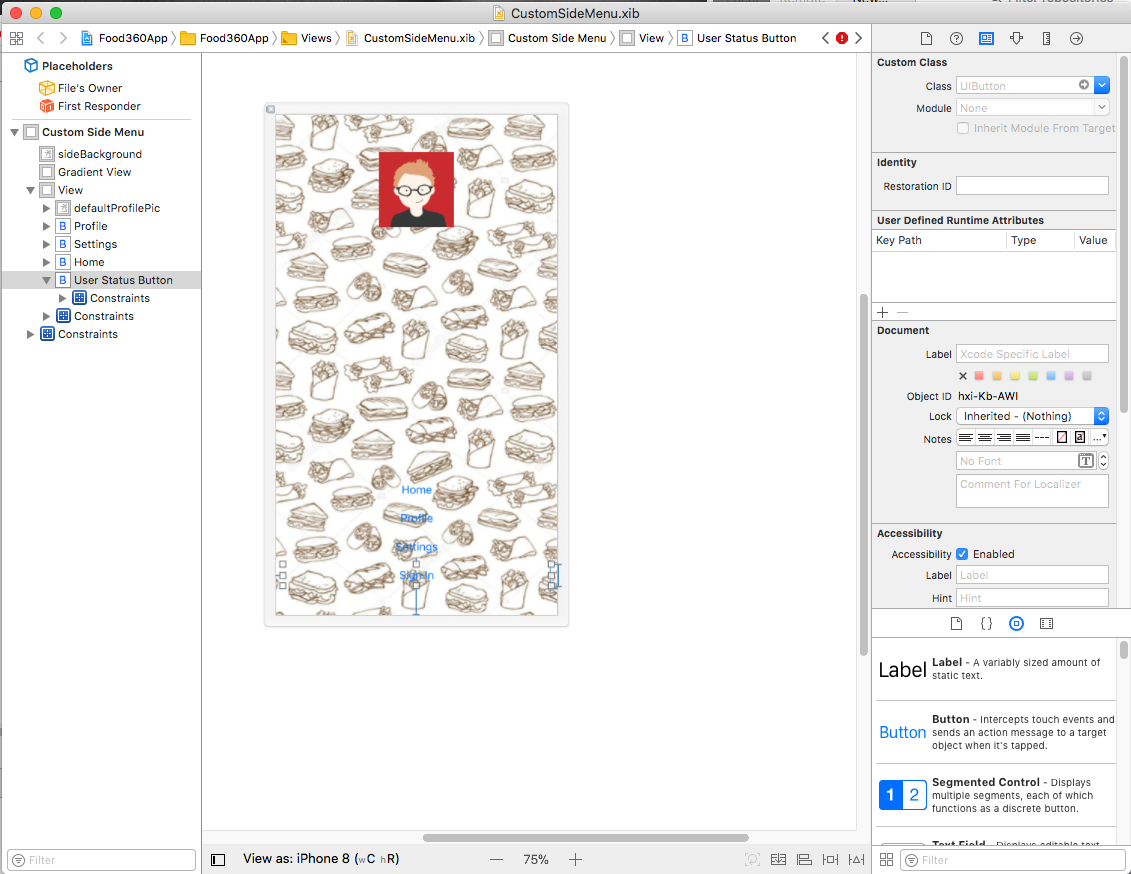 CustomSideMenu.xib
Food360App
Food360App
Views
CustomSideMenu.xib
Custom Side Menu
View
B User Status Button
Placeholders
File's Owner
First Responder
Custom Side Menu
sideBackground
Gradient View
View
defaultProfilePic
B Profile
B Settings
B Home
B User Status Button
Constraints
Constraints
Constraints
Filter
Home
Profile
Settings
Sign In
View as: iPhone 8 (wC hR)
75%
Custom Class
Class UIButton
Module None
Inherit Module From Target
Identity
Restoration ID
User Defined Runtime Attributes
Key Path Type Value
Document
Label Xcode Specific Label
Object ID hxi-Kb-AWI
Lock Inherited - (Nothing)
Notes
No Font T
Comment For Localizer
Accessibility
Accessibility Enabled
Label Label
Hint Hint
{}
Label
Label - A variably sized amount of
static text.
Button
Button - Intercepts touch events and
sends an action message to a target
object when it's tapped.
1 2
Segmented Control - Displays
multiple segments, each of which
functions as a discrete button.
Text Field - Displays editable text
Filter